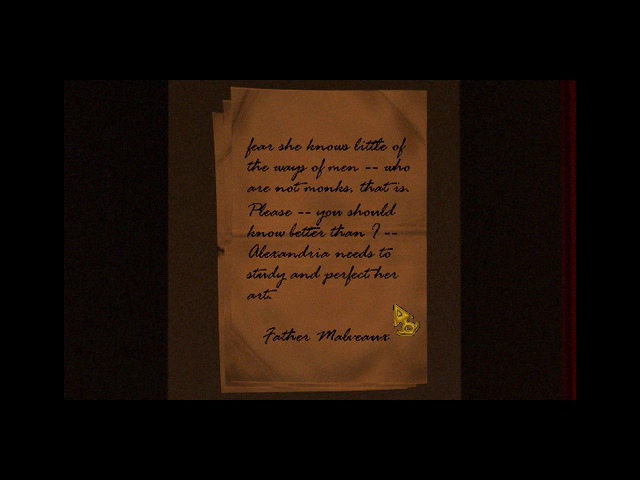 fear she knows little of
the ways of men -- who
are not monks, that is.
Please -- you should
know better than I --
Alexandria needs to
study and perfect her
art.
Father Malveaux